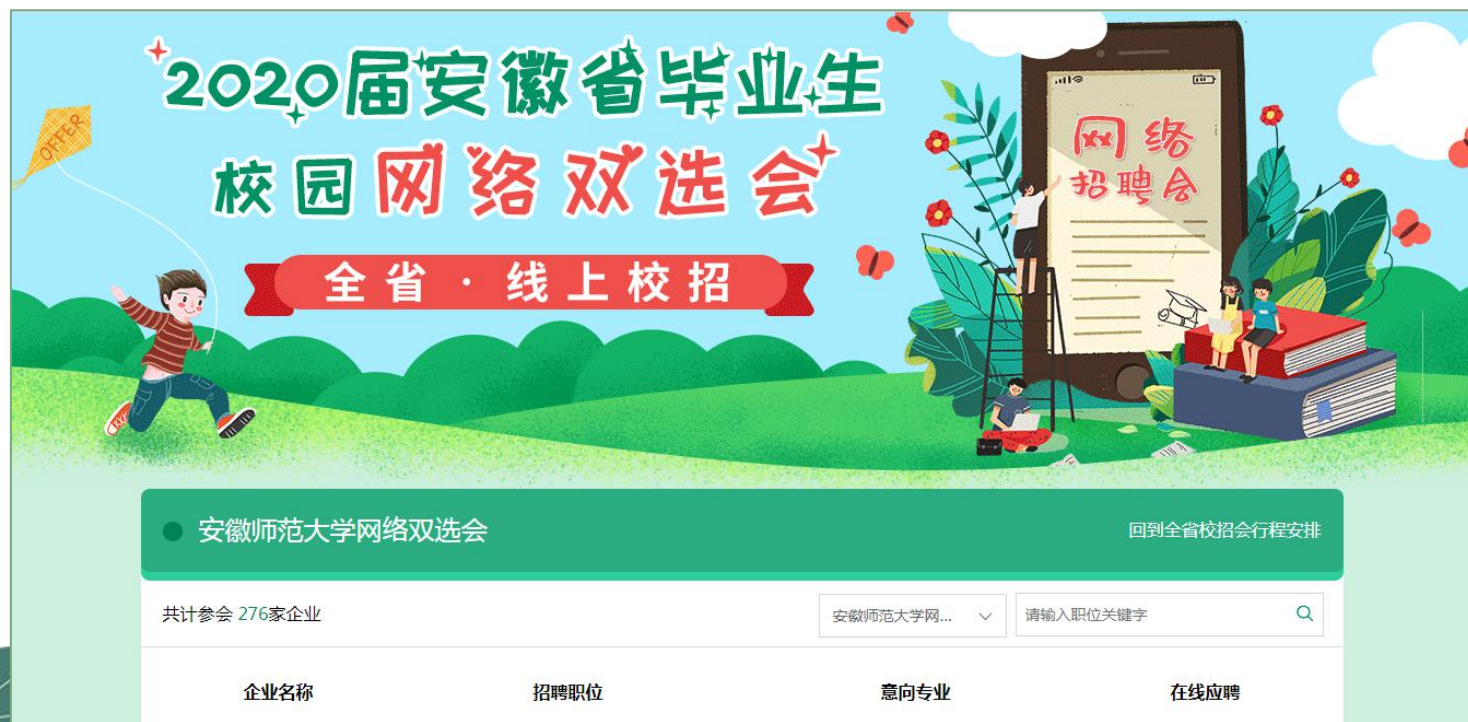 2020届安徽省毕业生
校园网络双选会
全省·线上校招
OFFER
网络
招聘会
安徽师范大学网络双选会
回到全省校招会行程安排
共计参会 276家企业
安徽师范大学网...
请输入职位关键字
企业名称 招聘职位 意向专业 在线应聘